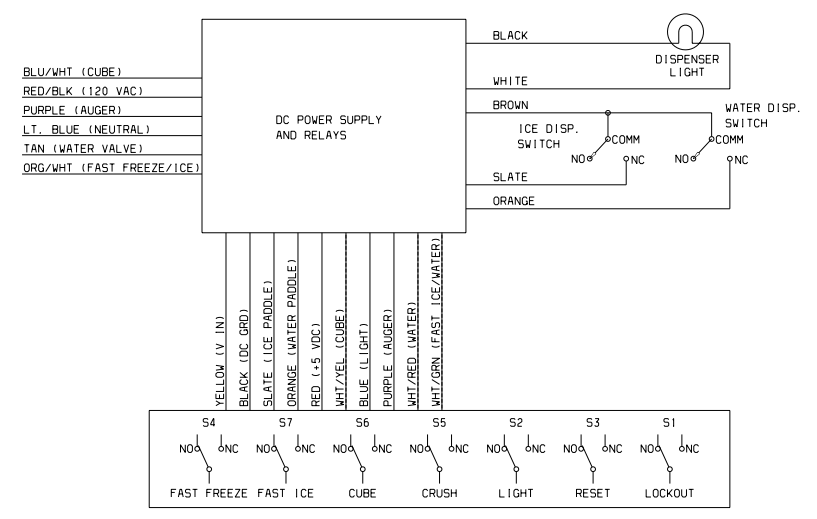 BLACK
DISPENSER
LIGHT
BLU/WHT (CUBE)
RED/BLK (120 VAC)
PURPLE (AUGER)
LT. BLUE (NEUTRAL)
TAN (WATER VALVE)
ORG/WHT (FAST FREEZE/ICE)
DC POWER SUPPLY
AND RELAYS
WHITE
BROWN
WATER DISP.
SWITCH
ICE DISP.
SWITCH
COMM
COMM
NO
NC
NO
NC
SLATE
ORANGE
YELLOW (V IN)
BLACK (DC GRD)
SLATE (ICE PADDLE)
ORANGE (WATER PADDLE)
RED (+5 VDC)
WHT/YEL (CUBE)
BLUE (LIGHT)
PURPLE (AUGER)
WHT/RED (WATER)
WHT/GRN (FAST ICE/WATER)
S4 S7 S6 S5 S2 S3 S1
NO NC NO NC NO NC NO NC NO NC NO NC NO NC
FAST FREEZE FAST ICE CUBE CRUSH LIGHT RESET LOCKOUT